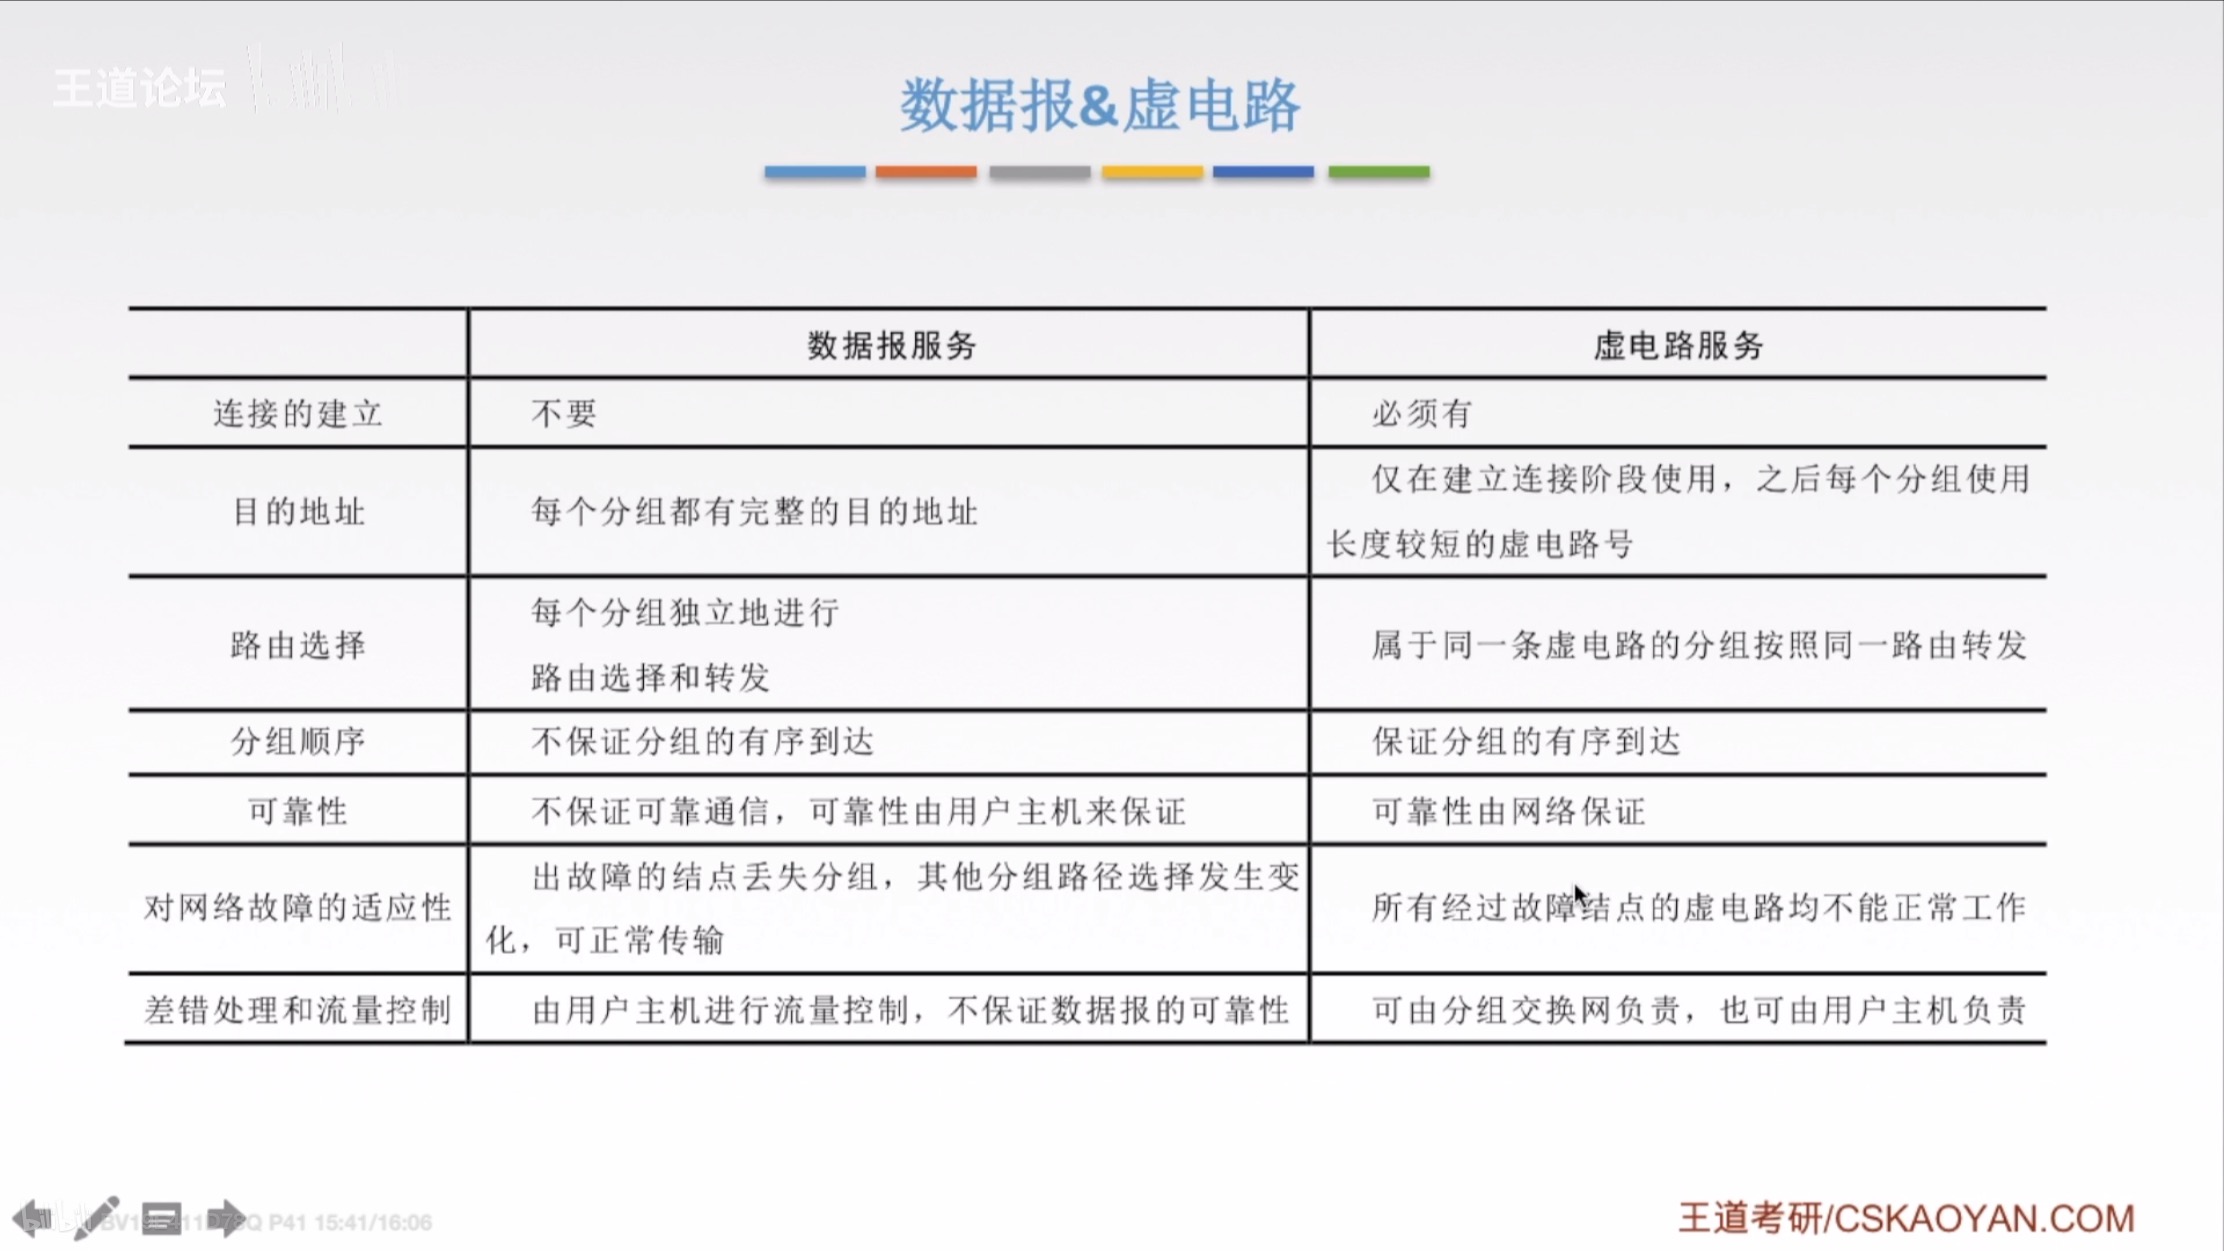 王道论坛
数据报&虚电路
数据报服务
虚电路服务
连接的建立
不要
必须有
目的地址
每个分组都有完整的目的地址
仅在建立连接阶段使用，之后每个分组使用
长度较短的虚电路号
路由选择
每个分组独立地进行
路由选择和转发
属于同一条虚电路的分组按照同一路由转发
分组顺序
不保证分组的有序到达
保证分组的有序到达
可靠性
不保证可靠通信，可靠性由用户主机来保证
可靠性由网络保证
对网络故障的适应性
出故障的结点丢失分组，其他分组路径选择发生变
化，可正常传输
所有经过故障结点的虚电路均不能正常工作
差错处理和流量控制
由用户主机进行流量控制，不保证数据报的可靠性
可由分组交换网负责，也可由用户主机负责
P41 15:41/16:06
王道考研/CSKAOYAN.COM